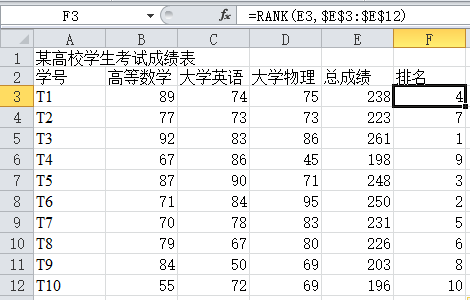 F3 fx =RANK(E3,$E$3:$E$12)
A B C D E F
1 某高校学生考试成绩表
2 学号 高等数学 大学英语 大学物理 总成绩 排名
3 T1 89 74 75 238 4
4 T2 77 73 73 223 7
5 T3 92 83 86 261 1
6 T4 67 86 45 198 9
7 T5 87 90 71 248 3
8 T6 71 84 95 250 2
9 T7 70 78 83 231 5
10 T8 79 67 80 226 6
11 T9 84 50 69 203 8
12 T10 55 72 69 196 10